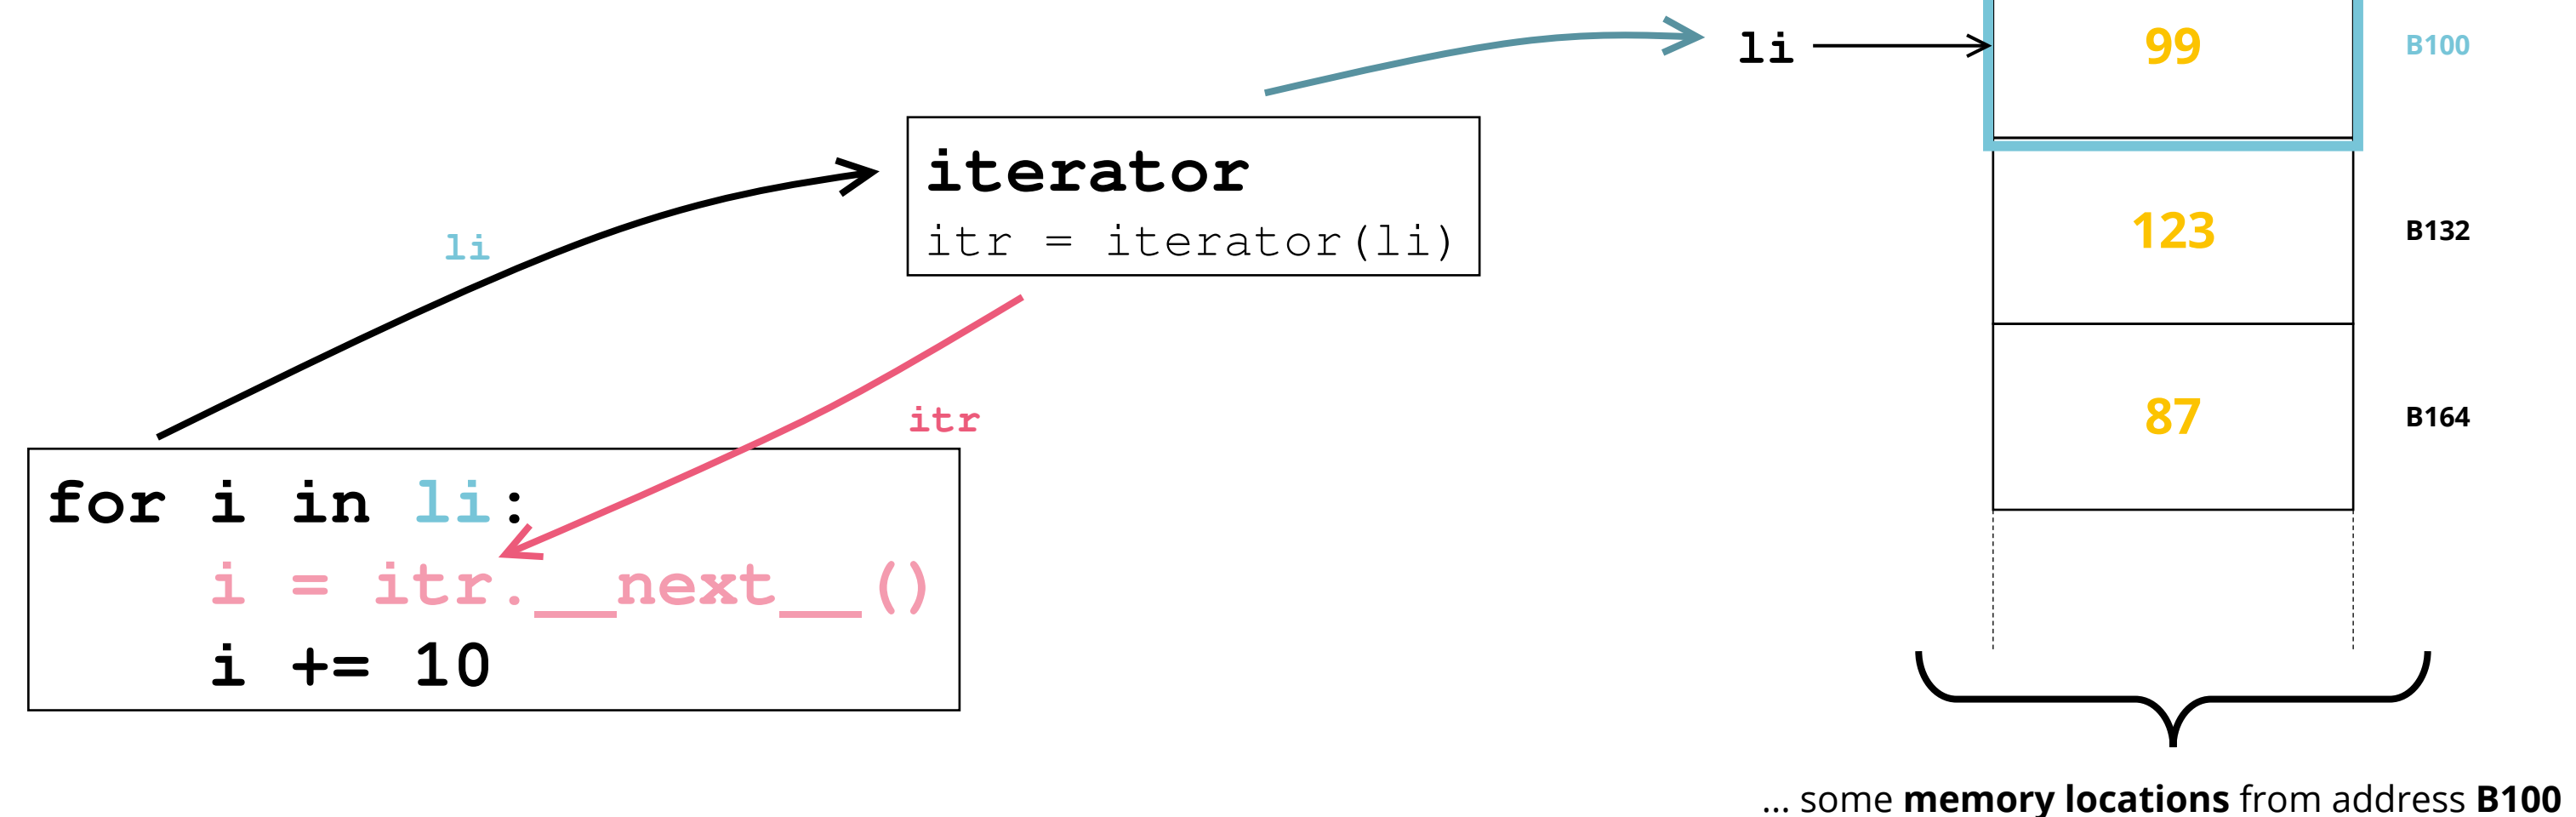 li
99
B100
iterator
itr = iterator(li)
li
123
B132
itr
87
B164
for i in li:
i = itr.__next__()
i += 10
... some memory locations from address B100